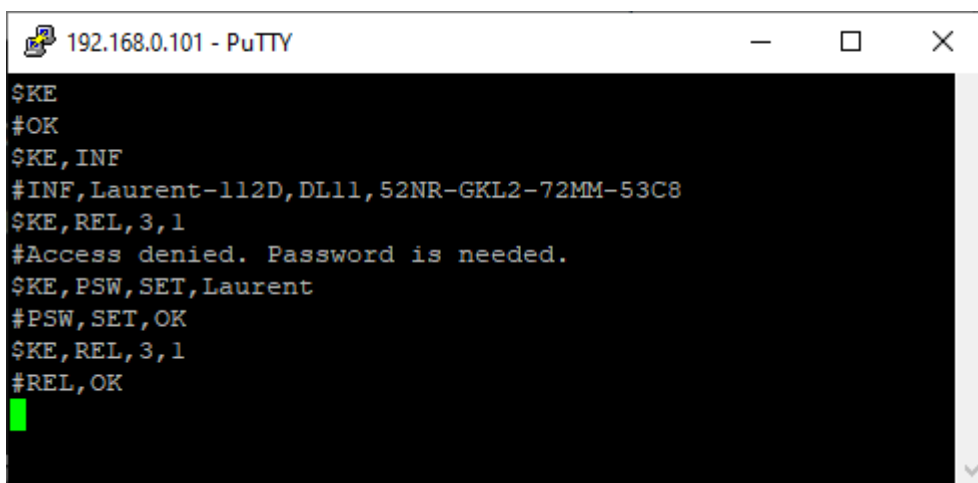 192.168.0.101 - PuTTY
$KE
#OK
$KE,INF
#INF,Laurent-112D,DL11,52NR-GKL2-72MM-53C8
$KE,REL,3,1
#Access denied. Password is needed.
$KE,PSW,SET,Laurent
#PSW,SET,OK
$KE,REL,3,1
#REL,OK